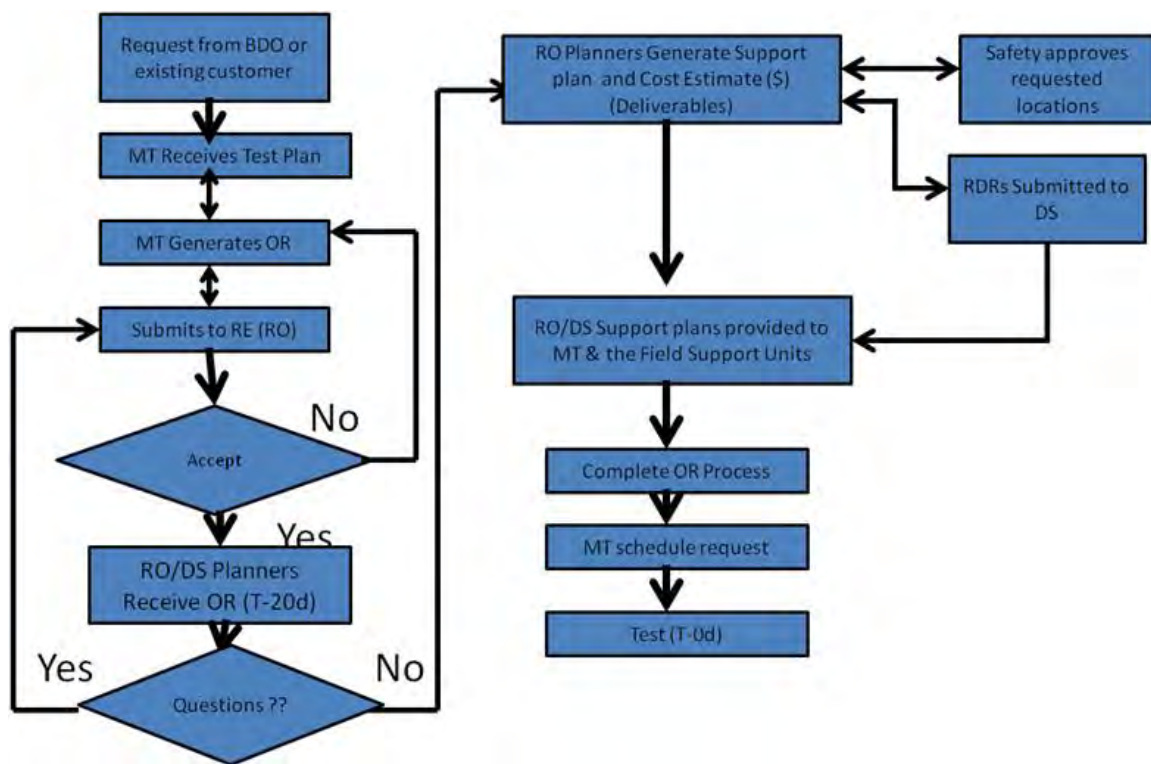 Request from BDO or
existing customer
MT Receives Test Plan
MT Generates OR
Submits to RE (RO)
No
Accept
Yes
RO/DS Planners
Receive OR (T-20d)
Yes
No
Questions ??
RO Planners Generate Support
plan and Cost Estimate ($)
(Deliverables)
Safety approves
requested
locations
RDRs Submitted to
DS
RO/DS Support plans provided to
MT & the Field Support Units
Complete OR Process
MT schedule request
Test (T-0d)